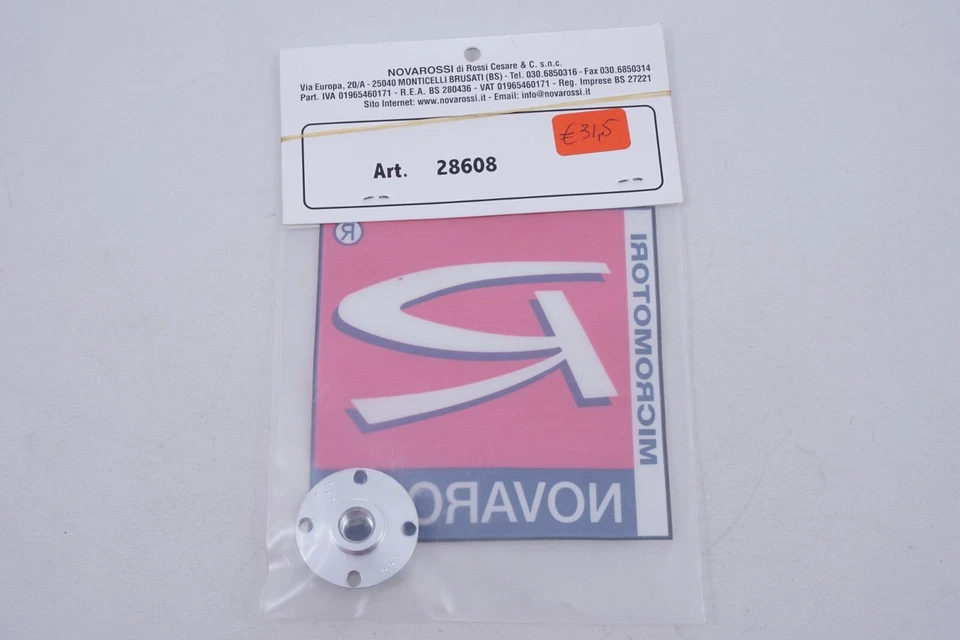 NOVAROSSI di Rossi Cesare & C. s.n.c.
Via Europa, 20/A - 25040 MONTICELLI BRUSATI (BS) - Tel. 030.6850316 - Fax 030.6850314
Part. IVA 01965460171 - R.E.A. BS 280436 - VAT 01965460171 - Reg. Imprese BS 27221
Sito Internet: www.novarossi.it - Email: info@novarossi.it
€31,5
Art. 28608
®
MICROMOTORI
NOVARO